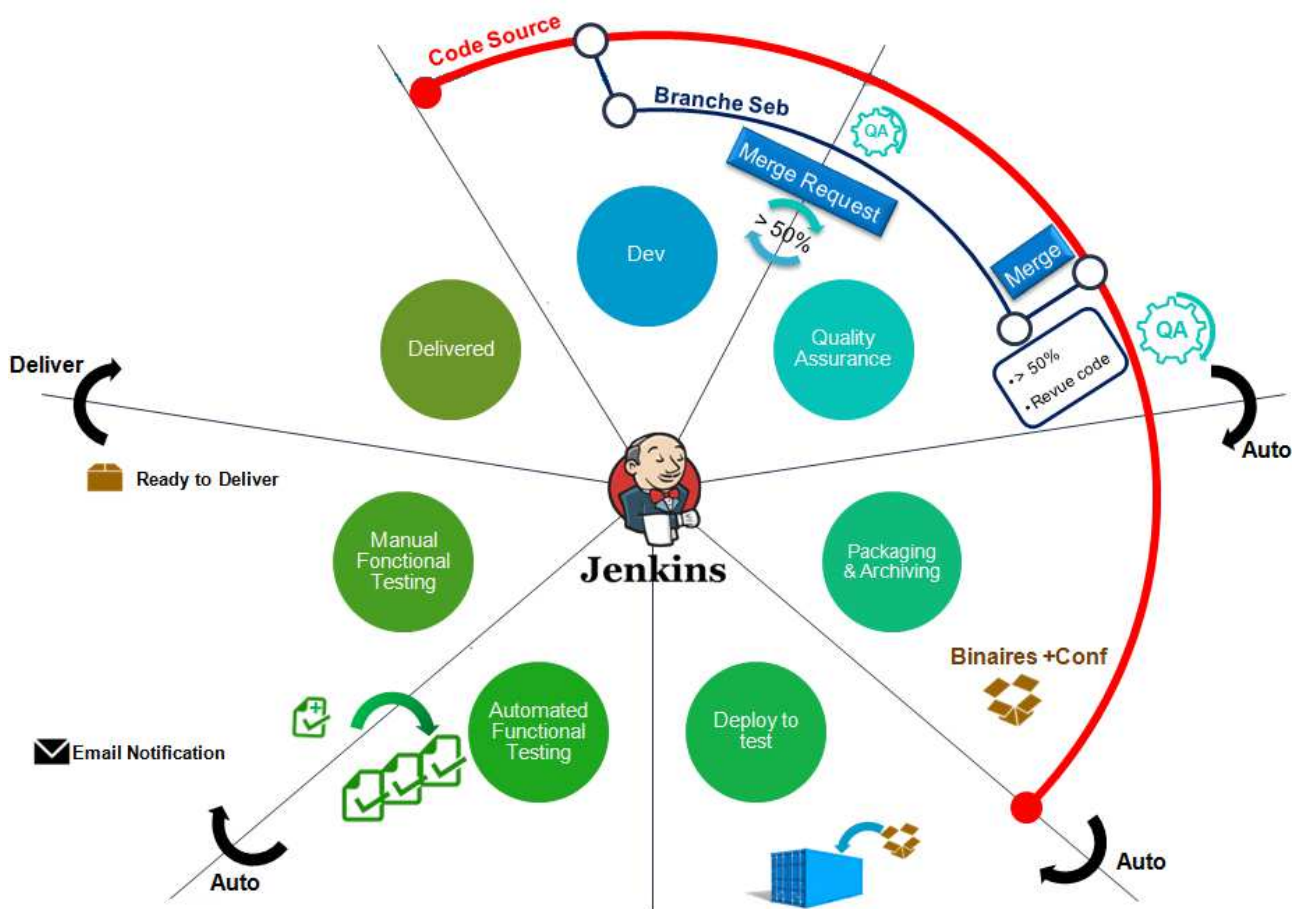 Code Source
Branche Seb
QA
Merge Request
> 50%
Dev
Merge
Quality
Assurance
QA
•> 50%
•Revue code
Delivered
Deliver
Auto
Ready to Deliver
Jenkins
Manual
Fonctional
Testing
Packaging
& Archiving
Binaires +Conf
Automated
Functional
Testing
Deploy to
test
Email Notification
Auto
Auto